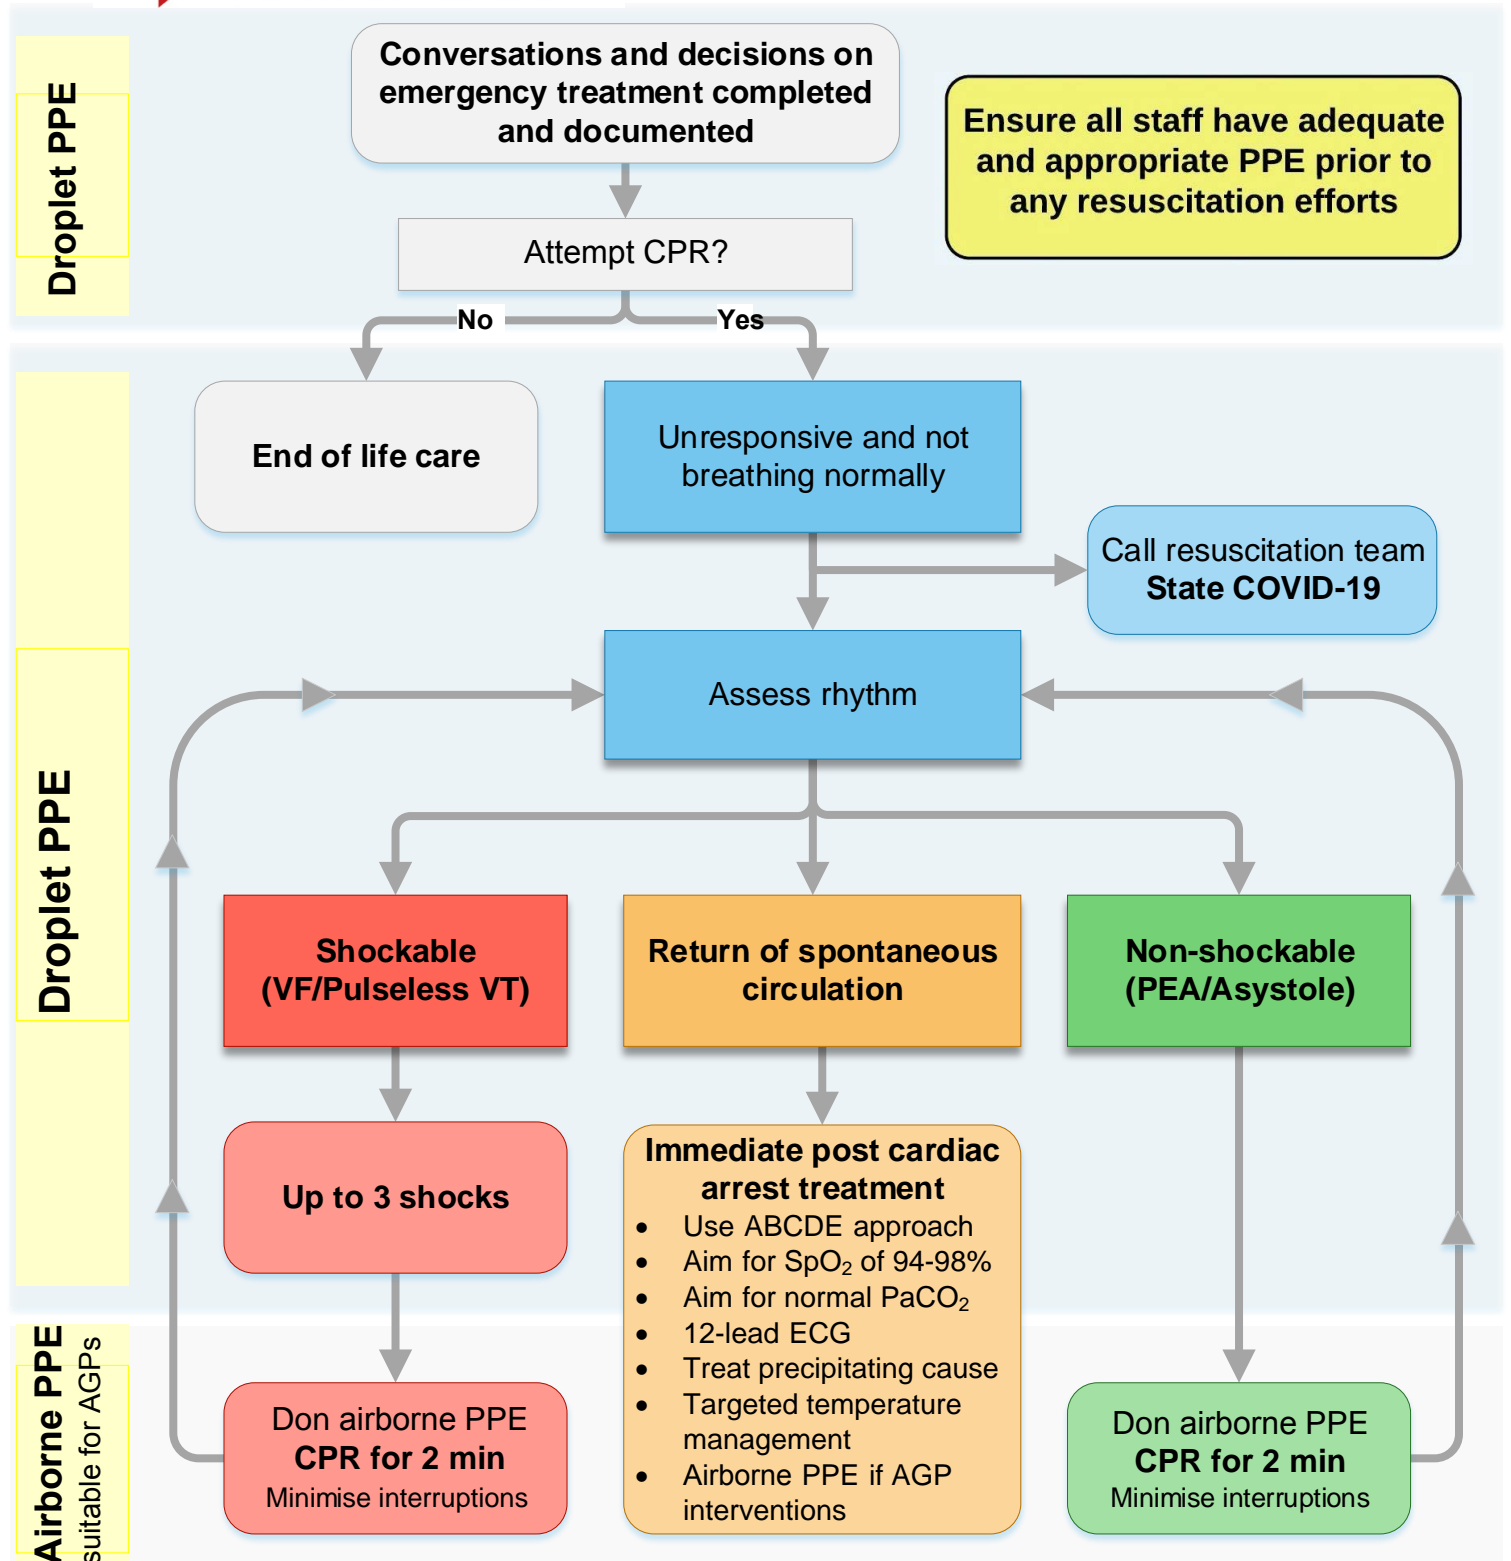 Droplet PPE
Conversations and decisions on
emergency treatment completed
and documented
Ensure all staff have adequate
and appropriate PPE prior to
any resuscitation efforts
Attempt CPR?
No
Yes
Droplet PPE
End of life care
Unresponsive and not
breathing normally
Call resuscitation team
State COVID-19
Assess rhythm
Shockable
(VF/Pulseless VT)
Return of spontaneous
circulation
Non-shockable
(PEA/Asystole)
Up to 3 shocks
Immediate post cardiac
arrest treatment
• Use ABCDE approach
• Aim for SpO₂ of 94-98%
• Aim for normal PaCO₂
• 12-lead ECG
• Treat precipitating cause
• Targeted temperature
management
• Airborne PPE if AGP
interventions
Airborne PPE
suitable for AGPs
Don airborne PPE
CPR for 2 min
Minimise interruptions
Don airborne PPE
CPR for 2 min
Minimise interruptions